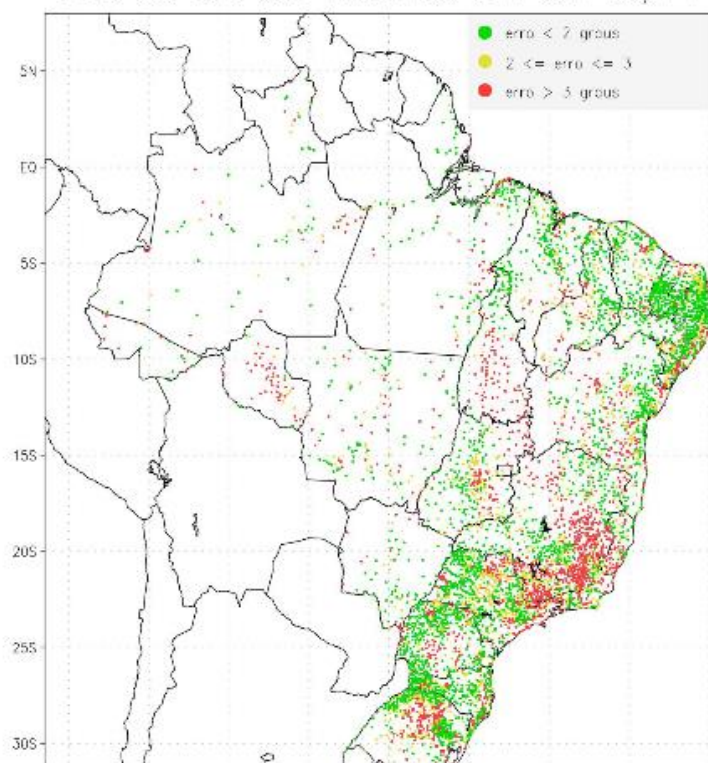 erro < 2 graus
2 <= erro <= 3
erro > 3 graus
5N
EQ
5S
10S
15S
20S
25S
30S